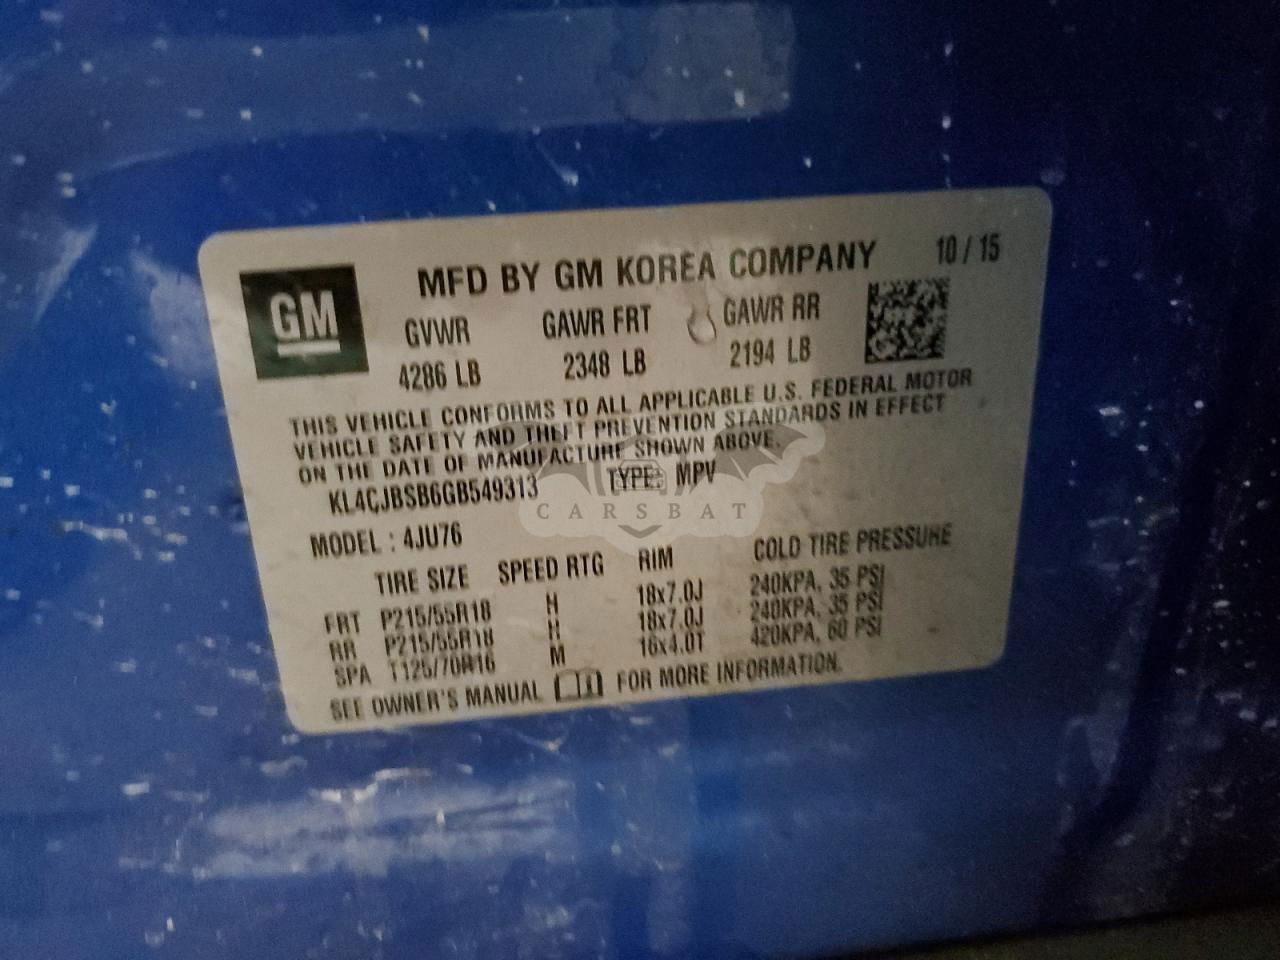 GM
MFD BY GM KOREA COMPANY 10/15
GVWR GAWR FRT GAWR RR
4286 LB 2348 LB 2194 LB
THIS VEHICLE CONFORMS TO ALL APPLICABLE U.S. FEDERAL MOTOR
VEHICLE SAFETY AND THEFT PREVENTION STANDARDS IN EFFECT
ON THE DATE OF MANUFACTURE SHOWN ABOVE.
KL4CJBSB6GB549313 TYPE: MPV
CARSBAT
MODEL : 4JU76
TIRE SIZE SPEED RTG RIM COLD TIRE PRESSURE
FRT P215/55R18 H 18x7.0J 240KPA, 35 PSI
RR P215/55R18 H 18x7.0J 240KPA, 35 PSI
SPA T125/70R16 M 16x4.0T 420KPA, 60 PSI
SEE OWNER'S MANUAL FOR MORE INFORMATION.